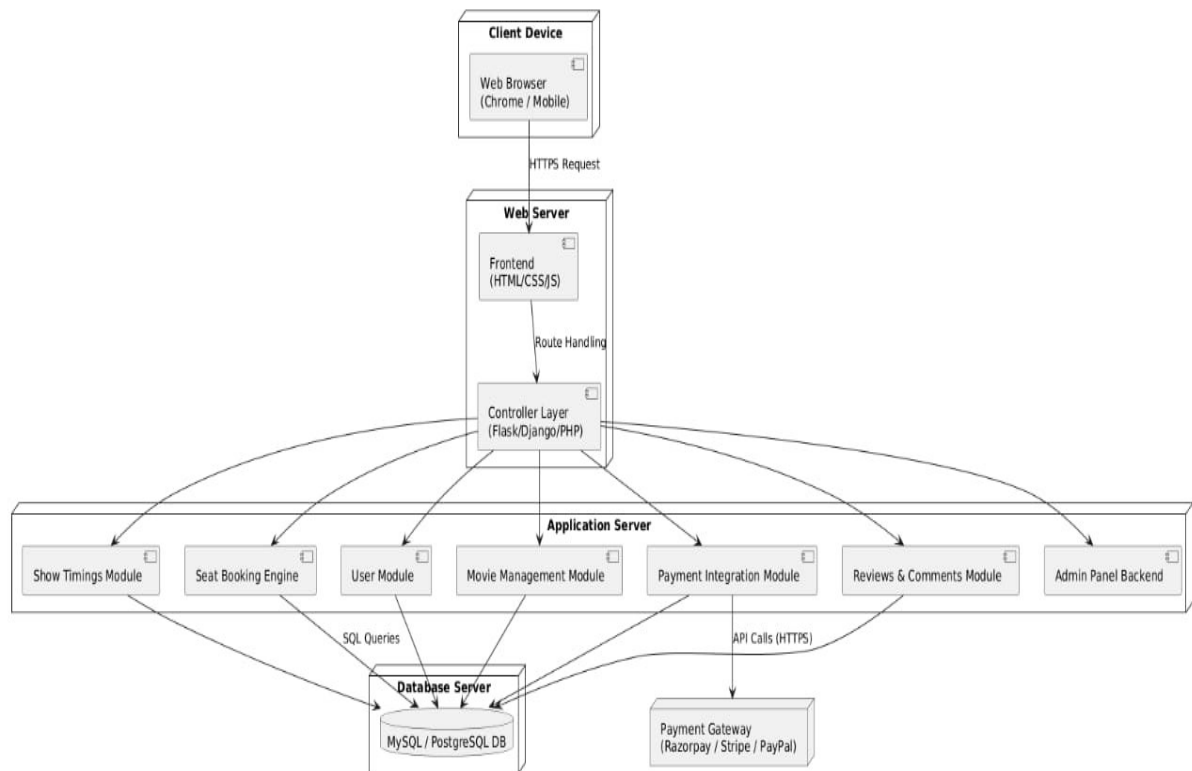 Client Device
Web Browser
(Chrome / Mobile)
HTTPS Request
Web Server
Frontend
(HTML/CSS/JS)
Route Handling
Controller Layer
(Flask/Django/PHP)
Application Server
Show Timings Module
Seat Booking Engine
User Module
Movie Management Module
Payment Integration Module
Reviews & Comments Module
Admin Panel Backend
SQL Queries
API Calls (HTTPS)
Database Server
MySQL / PostgreSQL DB
Payment Gateway
(Razorpay / Stripe / PayPal)